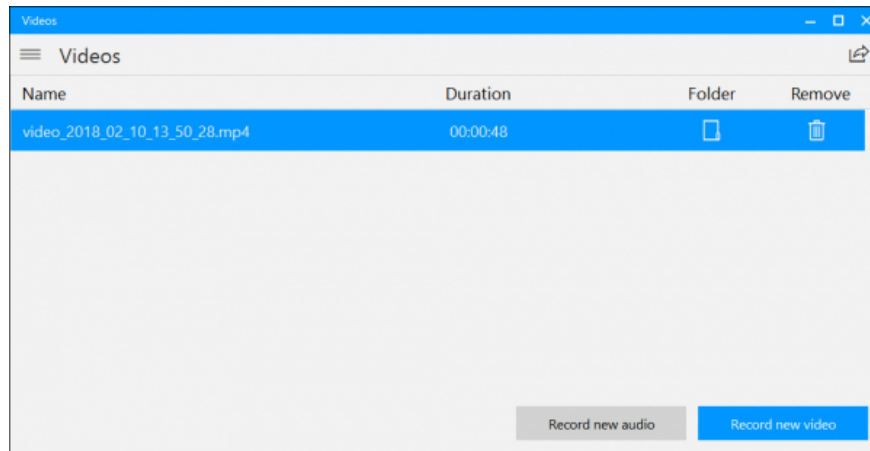 Videos
Videos
Name Duration Folder Remove
video_2018_02_10_13_50_28.mp4 00:00:48
Record new audio Record new video